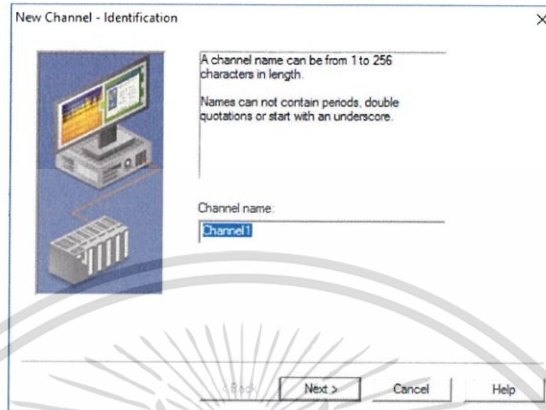 New Channel - Identification
A channel name can be from 1 to 256
characters in length.
Names can not contain periods, double
quotations or start with an underscore.
Channel name:
Channel1
< Back
Next >
Cancel
Help